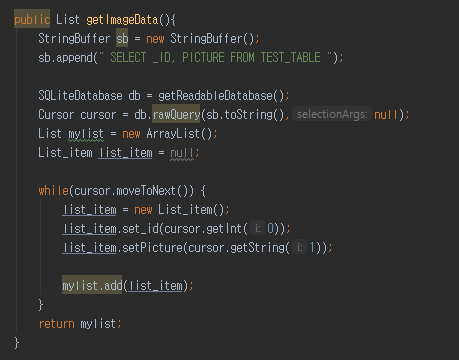 public List getImageData(){
StringBuffer sb = new StringBuffer();
sb.append(" SELECT _ID, PICTURE FROM TEST_TABLE ");
SQLiteDatabase db = getReadableDatabase();
Cursor cursor = db.rawQuery(sb.toString(), selectionArgs: null);
List mylist = new ArrayList();
List_item list_item = null;
while(cursor.moveToNext()) {
list_item = new List_item();
list_item.set_id(cursor.getInt( i: 0));
list_item.setPicture(cursor.getString( i: 1));
mylist.add(list_item);
}
return mylist;
}